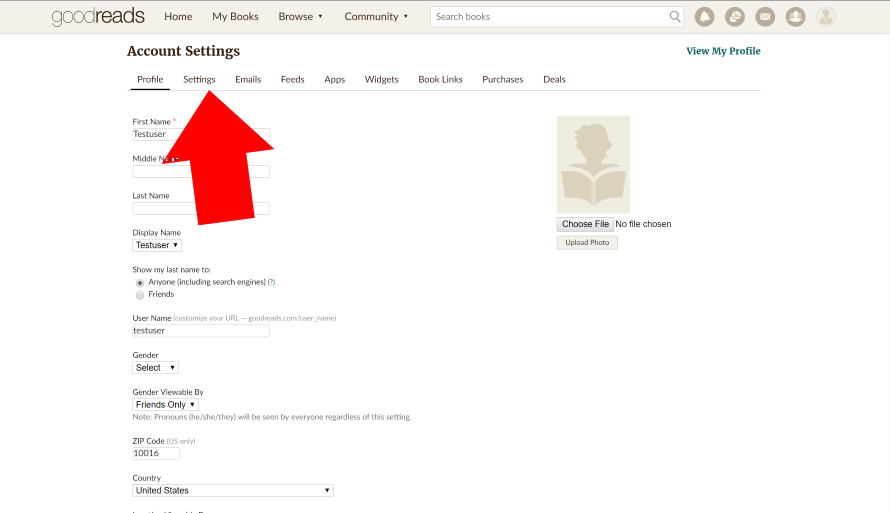 goodreads Home My Books Browse ▾ Community ▾ Search books
Account Settings
View My Profile
Profile Settings Emails Feeds Apps Widgets Book Links Purchases Deals
First Name *
Testuser
Middle
Last Name
Display Name
Testuser ▾
Show my last name to:
Anyone (including search engines) (?)
Friends
Choose File No file chosen
Upload Photo
User Name (customize your URL — goodreads.com/user_name)
testuser
Gender
Select ▾
Gender Viewable By
Friends Only ▾
Note: Pronouns (he/she/they) will be seen by everyone regardless of this setting.
ZIP Code (US only)
10016
Country
United States ▾